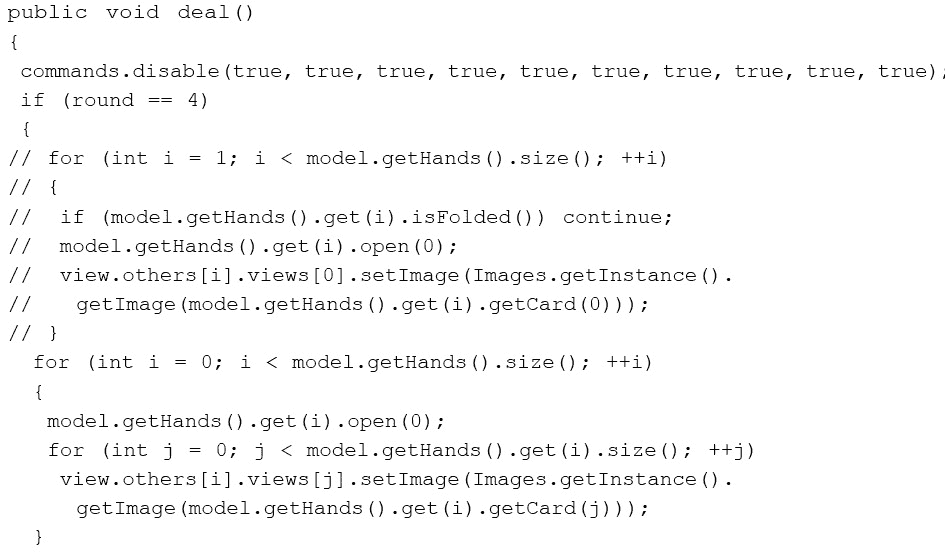 public void deal()
{
commands.disable(true, true, true, true, true, true, true, true, true, true);
if (round == 4)
{
// for (int i = 1; i < model.getHands().size(); ++i)
// {
// if (model.getHands().get(i).isFolded()) continue;
// model.getHands().get(i).open(0);
// view.others[i].views[0].setImage(Images.getInstance().
// getImage(model.getHands().get(i).getCard(0)));
// }
for (int i = 0; i < model.getHands().size(); ++i)
{
model.getHands().get(i).open(0);
for (int j = 0; j < model.getHands().get(i).size(); ++j)
view.others[i].views[j].setImage(Images.getInstance().
getImage(model.getHands().get(i).getCard(j)));
}